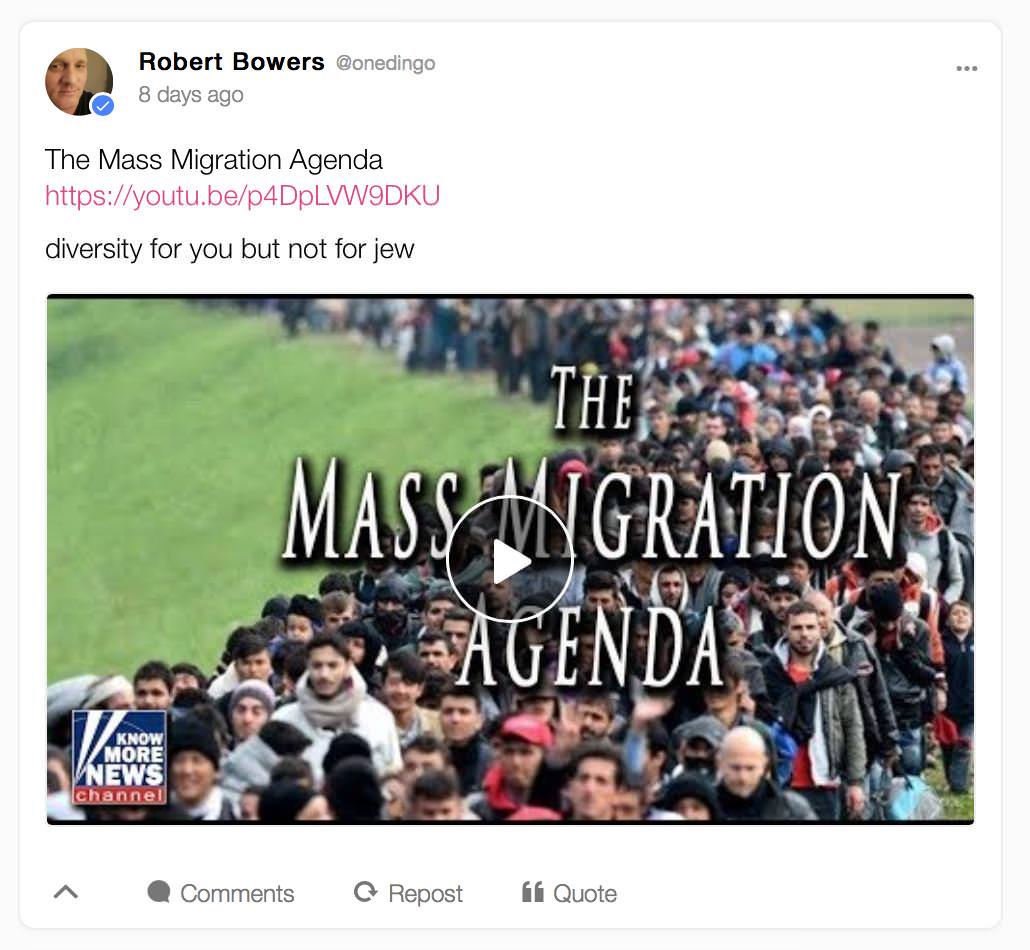 Robert Bowers @onedingo
8 days ago
The Mass Migration Agenda
https://youtu.be/p4DpLVW9DKU
diversity for you but not for jew
THE
MASS MIGRATION
AGENDA
KNOW
MORE
NEWS
channel
Comments Repost Quote